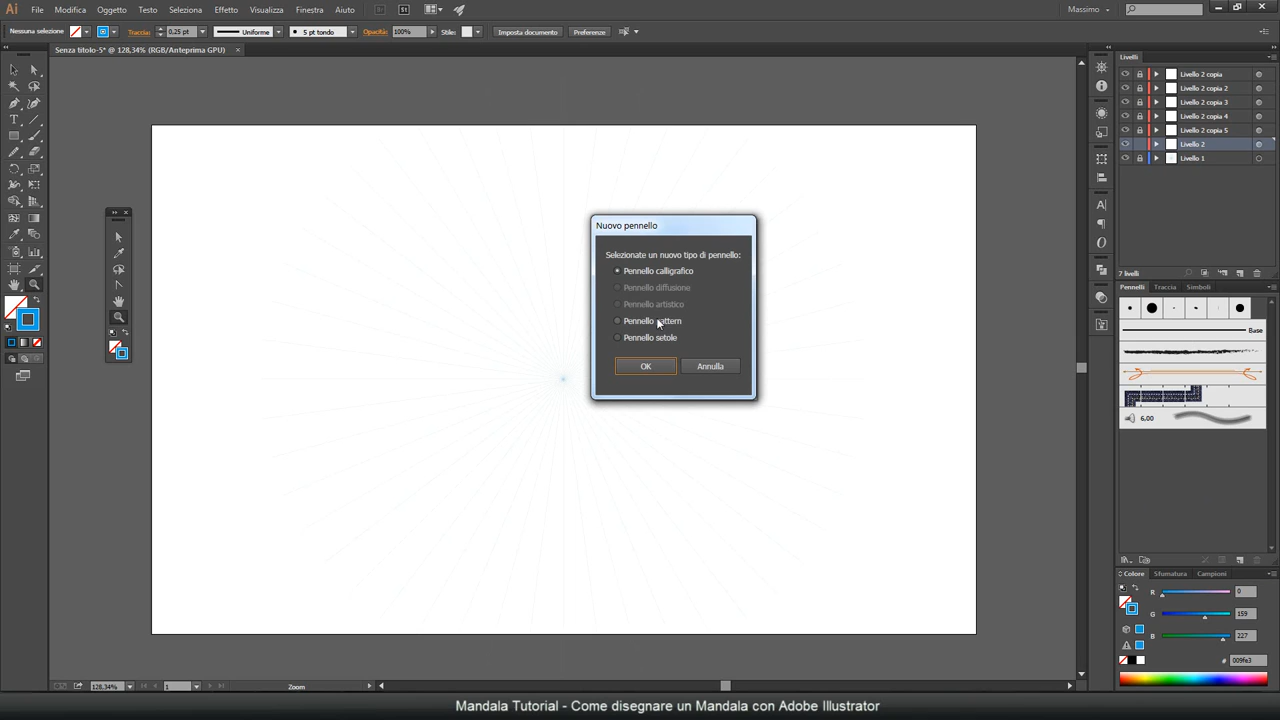 Ai File Modifica Oggetto Testo Seleziona Effetto Visualizza Finestra Aiuto Br St Massimo
Nessuna selezione Traccia: 0,25 pt Uniforme 5 pt tondo Opacità: 100% Stile: Imposta documento Preferenze
Senza titolo-5* @ 128,34% (RGB/Anteprima GPU) ×
Livelli
Livello 2 copia
Livello 2 copia 2
Livello 2 copia 3
Livello 2 copia 4
Livello 2 copia 5
Livello 2
Livello 1
7 livelli
Nuovo pennello
Selezionate un nuovo tipo di pennello:
Pennello calligrafico
Pennello diffusione
Pennello artistico
Pennello pattern
Pennello setole
OK Annulla
Pennelli Traccia Simboli
Base
6,00
Colore Sfumatura Campioni
R 0
G 159
B 227
# 009fe3
128,34% 1 Zoom
Mandala Tutorial - Come disegnare un Mandala con Adobe Illustrator